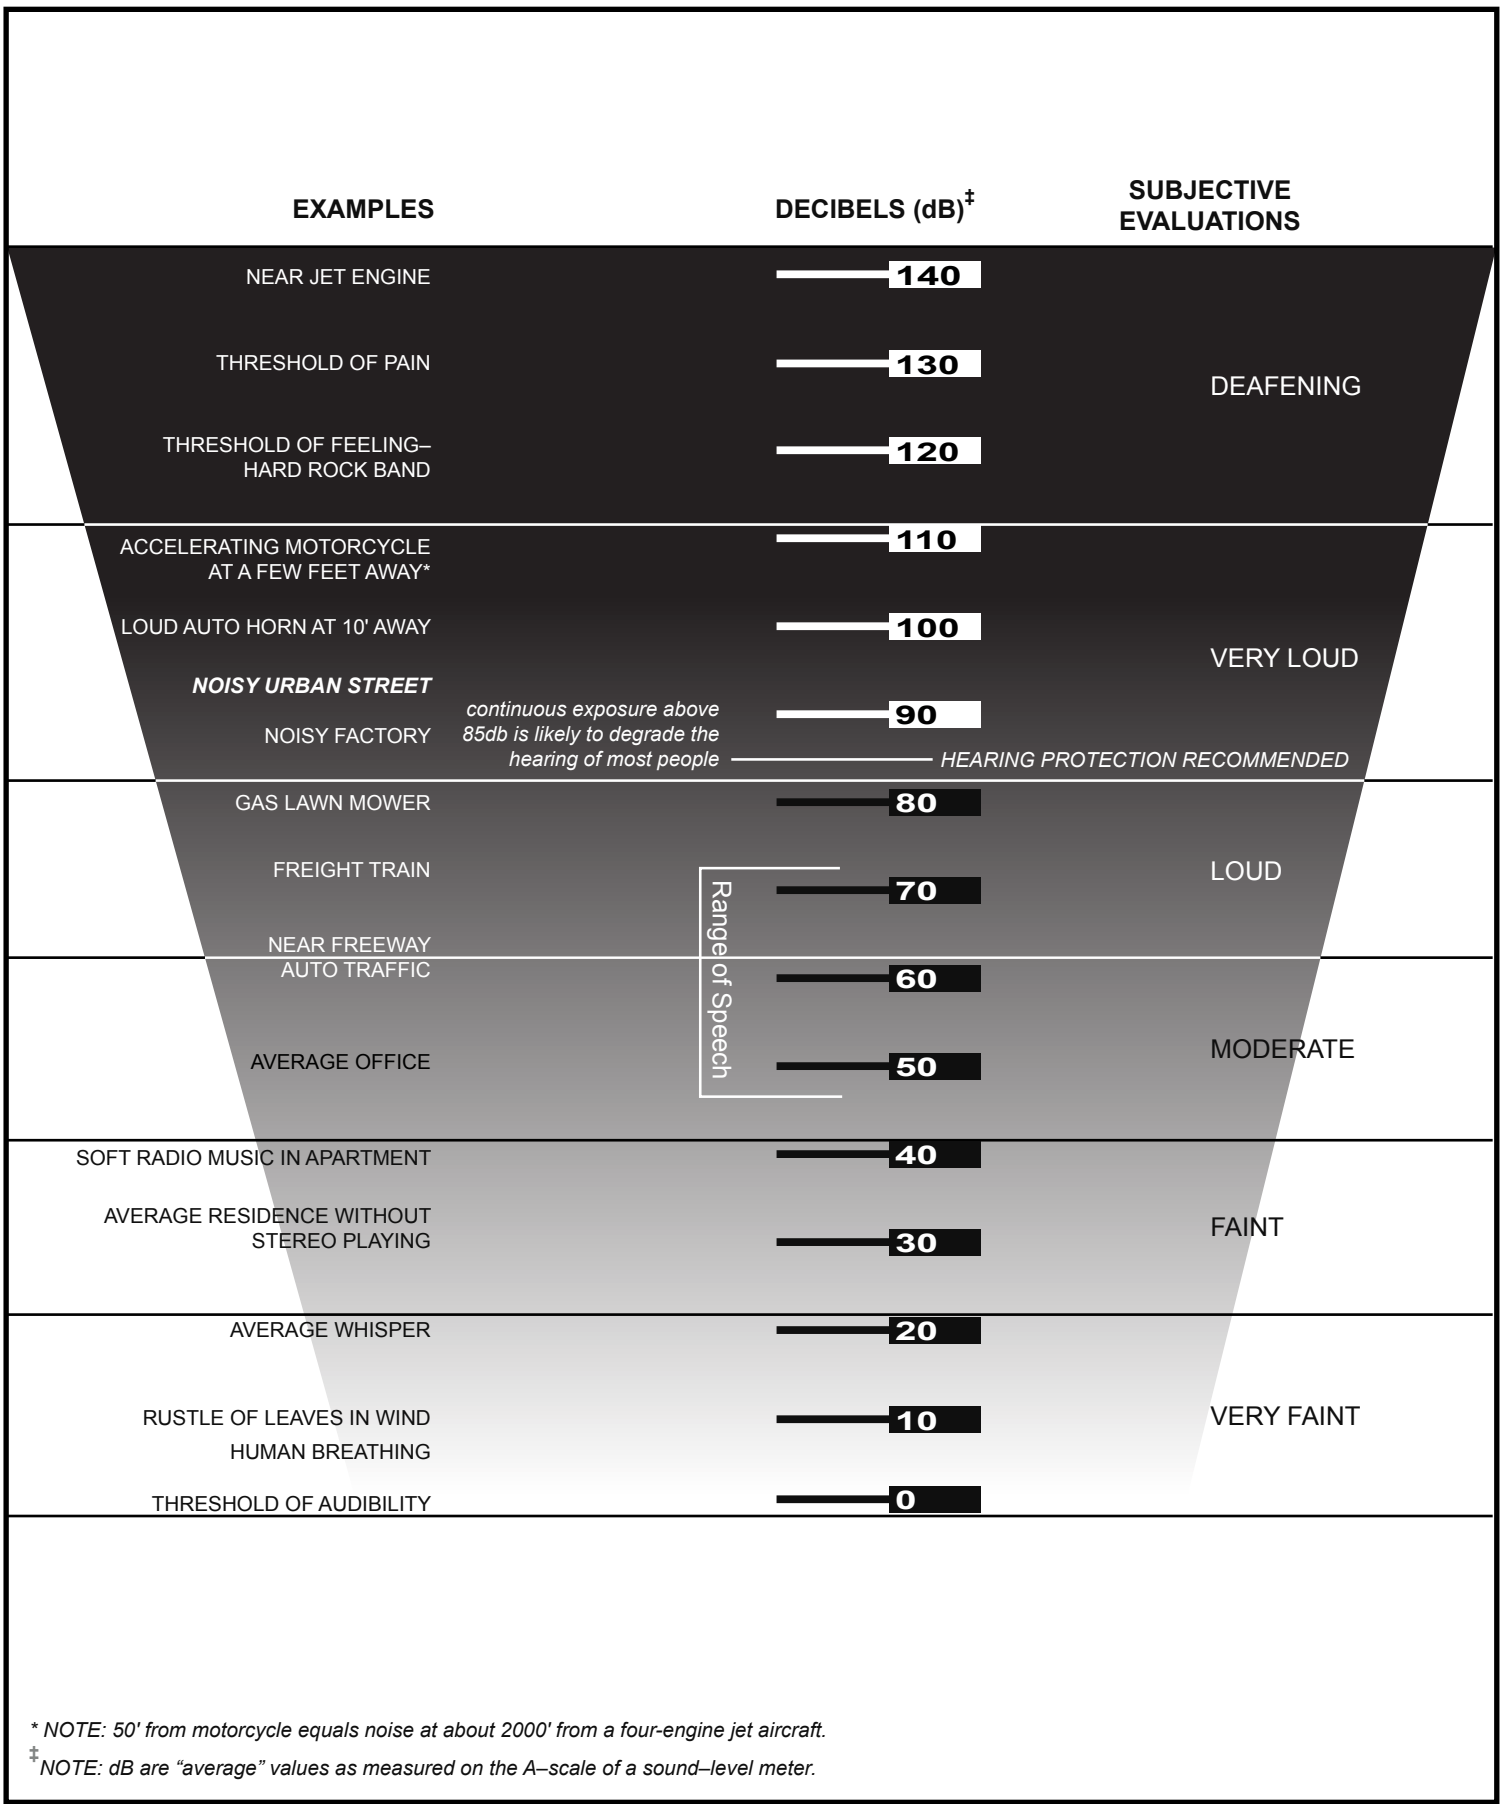 EXAMPLES
DECIBELS (dB)‡
SUBJECTIVE
EVALUATIONS
NEAR JET ENGINE
140
THRESHOLD OF PAIN
130
DEAFENING
THRESHOLD OF FEELING–
HARD ROCK BAND
120
ACCELERATING MOTORCYCLE
AT A FEW FEET AWAY*
110
LOUD AUTO HORN AT 10' AWAY
100
VERY LOUD
NOISY URBAN STREET
NOISY FACTORY
continuous exposure above
85db is likely to degrade the
hearing of most people
90
HEARING PROTECTION RECOMMENDED
GAS LAWN MOWER
80
FREIGHT TRAIN
70
LOUD
Range of Speech
NEAR FREEWAY
AUTO TRAFFIC
60
AVERAGE OFFICE
50
MODERATE
SOFT RADIO MUSIC IN APARTMENT
40
AVERAGE RESIDENCE WITHOUT
STEREO PLAYING
30
FAINT
AVERAGE WHISPER
20
RUSTLE OF LEAVES IN WIND
10
VERY FAINT
HUMAN BREATHING
THRESHOLD OF AUDIBILITY
0
* NOTE: 50' from motorcycle equals noise at about 2000' from a four-engine jet aircraft.
‡NOTE: dB are “average” values as measured on the A–scale of a sound–level meter.